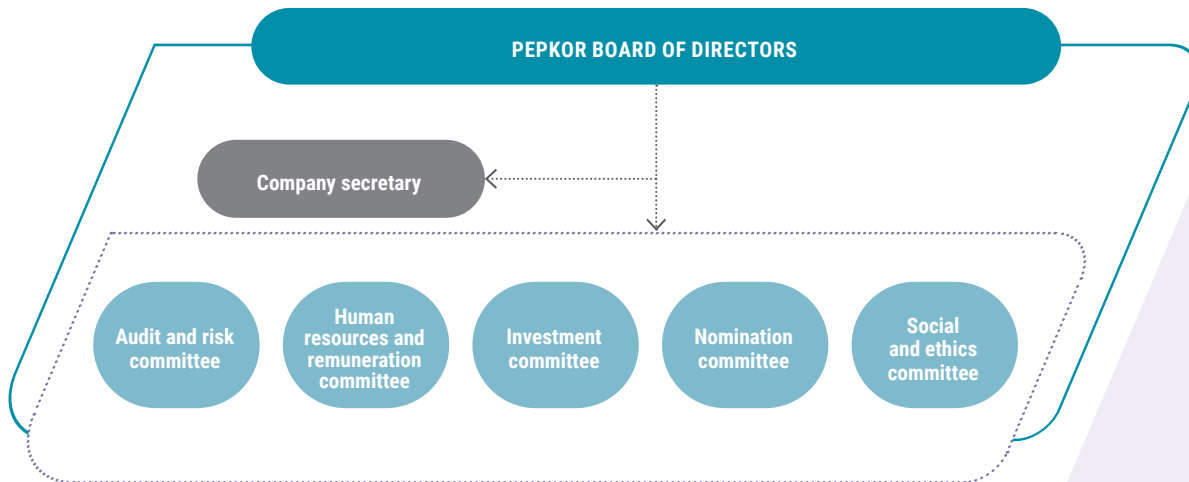 PEPKOR BOARD OF DIRECTORS
Company secretary
Audit and risk
committee
Human
resources and
remuneration
committee
Investment
committee
Nomination
committee
Social
and ethics
committee